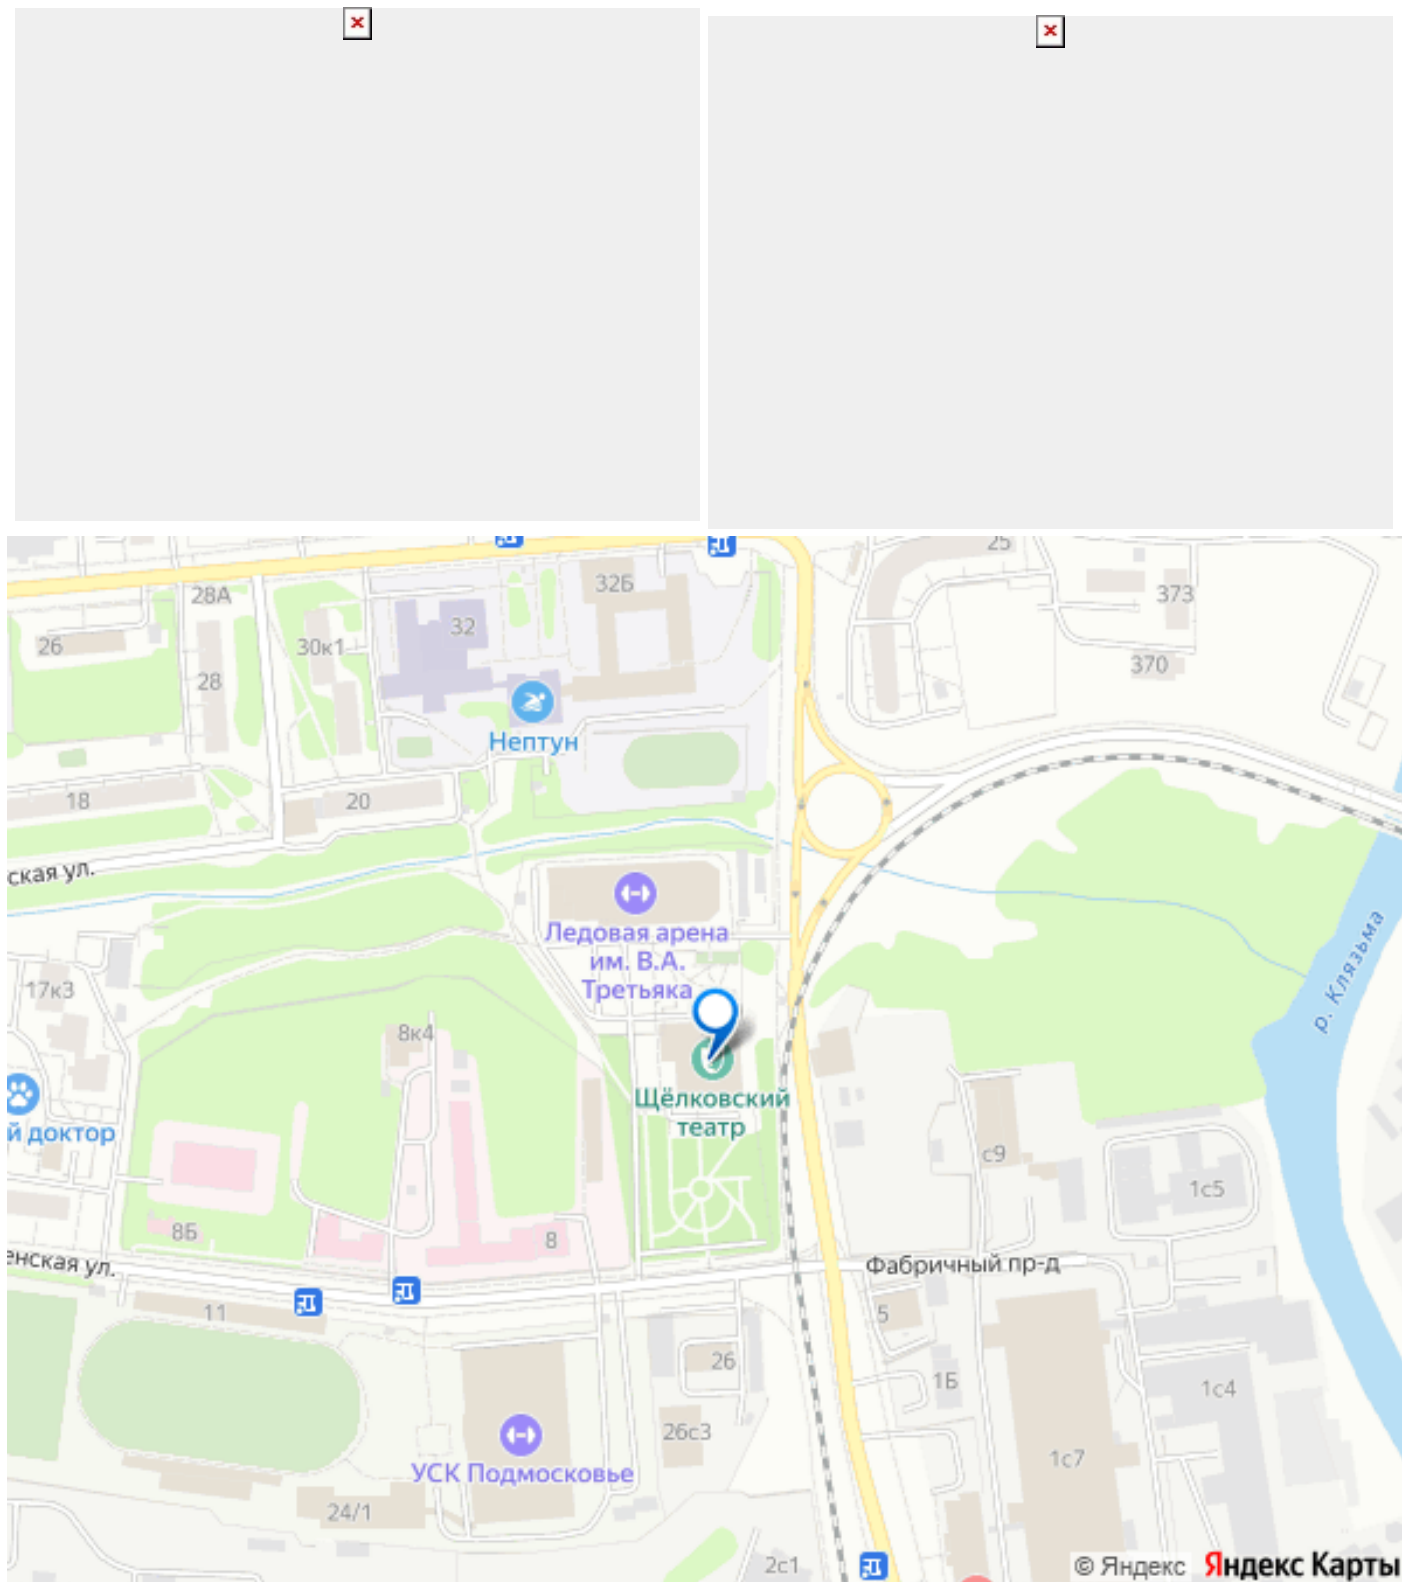 25
32Б
28А
373
32
26
30к1
370
28
Нептун
18
20
ская ул.
Ледовая арена
им. В.А.
Третьяка
р. Клязьма
17к3
8к4
Щёлковский
театр
й доктор
с9
1с5
8Б
8
енская ул.
Фабричный пр-д
11
5
26
1Б
1с4
26с3
1с7
УСК Подмосковье
24/1
2с1
© Яндекс Яндекс Карты